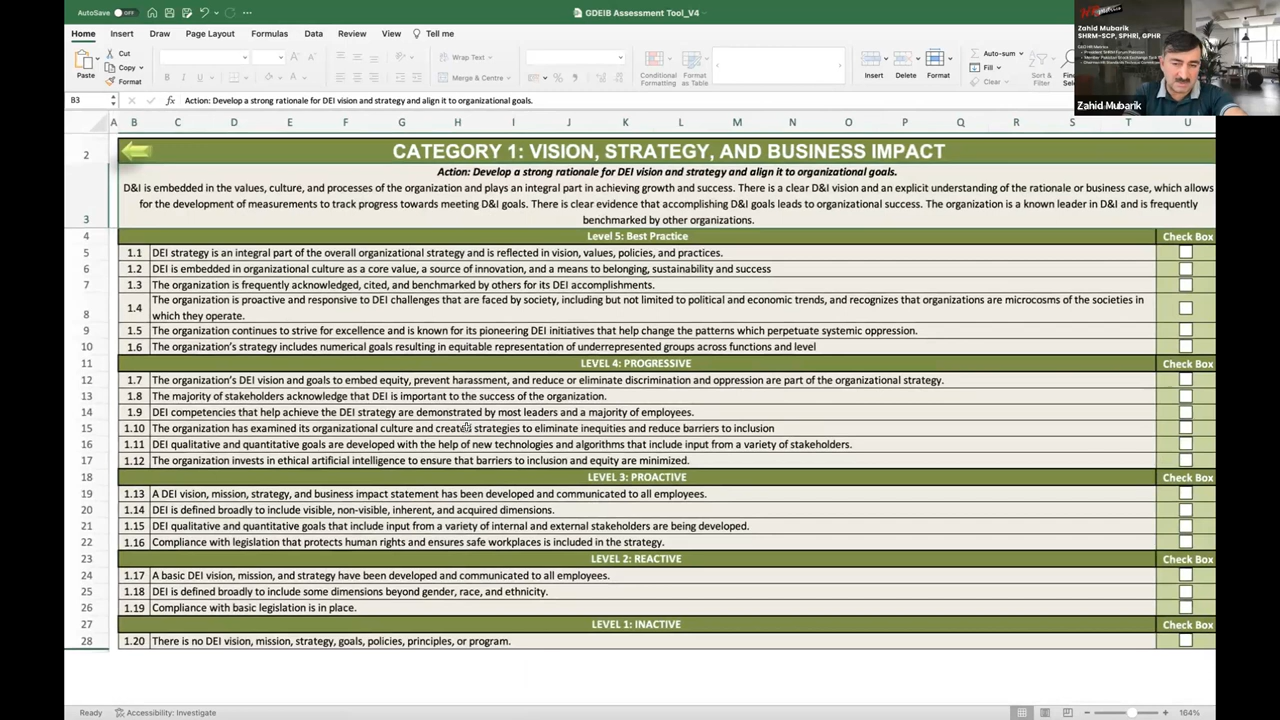 AutoSave OFF
GDEIB Assessment Tool_V4
Home Insert Draw Page Layout Formulas Data Review View Tell me
Paste
Cut
Copy
Format
Wrap Text
Merge & Centre
Conditional Formatting
Format as Table
Insert
Delete
Format
Auto-sum
Fill
Clear
Sort & Filter
Zahid Mubarik
SHRM-SCP, SPHRi, GPHR
Zahid Mubarik
B3
fx Action: Develop a strong rationale for DEI vision and strategy and align it to organizational goals.
A B C D E F G H I J K L M N O P Q R S T U
2 CATEGORY 1: VISION, STRATEGY, AND BUSINESS IMPACT
Action: Develop a strong rationale for DEI vision and strategy and align it to organizational goals.
D&I is embedded in the values, culture, and processes of the organization and plays an integral part in achieving growth and success. There is a clear D&I vision and an explicit understanding of the rationale or business case, which allows
for the development of measurements to track progress towards meeting D&I goals. There is clear evidence that accomplishing D&I goals leads to organizational success. The organization is a known leader in D&I and is frequently
3 benchmarked by other organizations.
4 Level 5: Best Practice Check Box
5 1.1 DEI strategy is an integral part of the overall organizational strategy and is reflected in vision, values, policies, and practices.
6 1.2 DEI is embedded in organizational culture as a core value, a source of innovation, and a means to belonging, sustainability and success
7 1.3 The organization is frequently acknowledged, cited, and benchmarked by others for its DEI accomplishments.
8 1.4 The organization is proactive and responsive to DEI challenges that are faced by society, including but not limited to political and economic trends, and recognizes that organizations are microcosms of the societies in
which they operate.
9 1.5 The organization continues to strive for excellence and is known for its pioneering DEI initiatives that help change the patterns which perpetuate systemic oppression.
10 1.6 The organization's strategy includes numerical goals resulting in equitable representation of underrepresented groups across functions and level
11 LEVEL 4: PROGRESSIVE Check Box
12 1.7 The organization's DEI vision and goals to embed equity, prevent harassment, and reduce or eliminate discrimination and oppression are part of the organizational strategy.
13 1.8 The majority of stakeholders acknowledge that DEI is important to the success of the organization.
14 1.9 DEI competencies that help achieve the DEI strategy are demonstrated by most leaders and a majority of employees.
15 1.10 The organization has examined its organizational culture and created strategies to eliminate inequities and reduce barriers to inclusion
16 1.11 DEI qualitative and quantitative goals are developed with the help of new technologies and algorithms that include input from a variety of stakeholders.
17 1.12 The organization invests in ethical artificial intelligence to ensure that barriers to inclusion and equity are minimized.
18 LEVEL 3: PROACTIVE Check Box
19 1.13 A DEI vision, mission, strategy, and business impact statement has been developed and communicated to all employees.
20 1.14 DEI is defined broadly to include visible, non-visible, inherent, and acquired dimensions.
21 1.15 DEI qualitative and quantitative goals that include input from a variety of internal and external stakeholders are being developed.
22 1.16 Compliance with legislation that protects human rights and ensures safe workplaces is included in the strategy.
23 LEVEL 2: REACTIVE Check Box
24 1.17 A basic DEI vision, mission, and strategy have been developed and communicated to all employees.
25 1.18 DEI is defined broadly to include some dimensions beyond gender, race, and ethnicity.
26 1.19 Compliance with basic legislation is in place.
27 LEVEL 1: INACTIVE Check Box
28 1.20 There is no DEI vision, mission, strategy, goals, policies, principles, or program.
Ready Accessibility: Investigate 164%